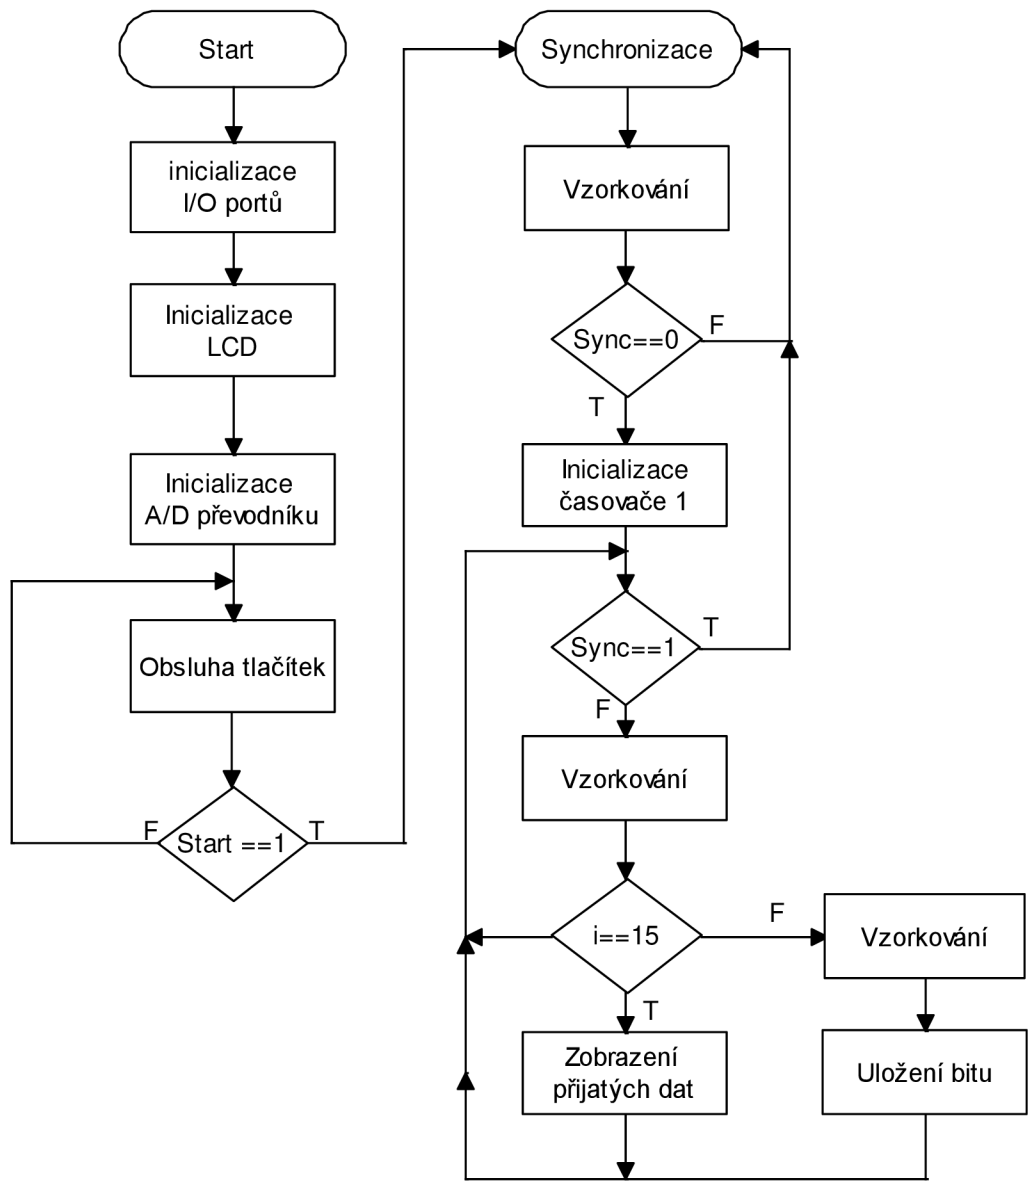 Start
inicializace
I/O portů
Inicializace
LCD
Inicializace
A/D převodníku
Obsluha tlačítek
F
Start ==1
T
Synchronizace
Vzorkování
Sync==0
F
T
Inicializace
časovače 1
Sync==1
T
F
Vzorkování
i==15
F
T
Zobrazení
přijatých dat
Vzorkování
Uložení bitu